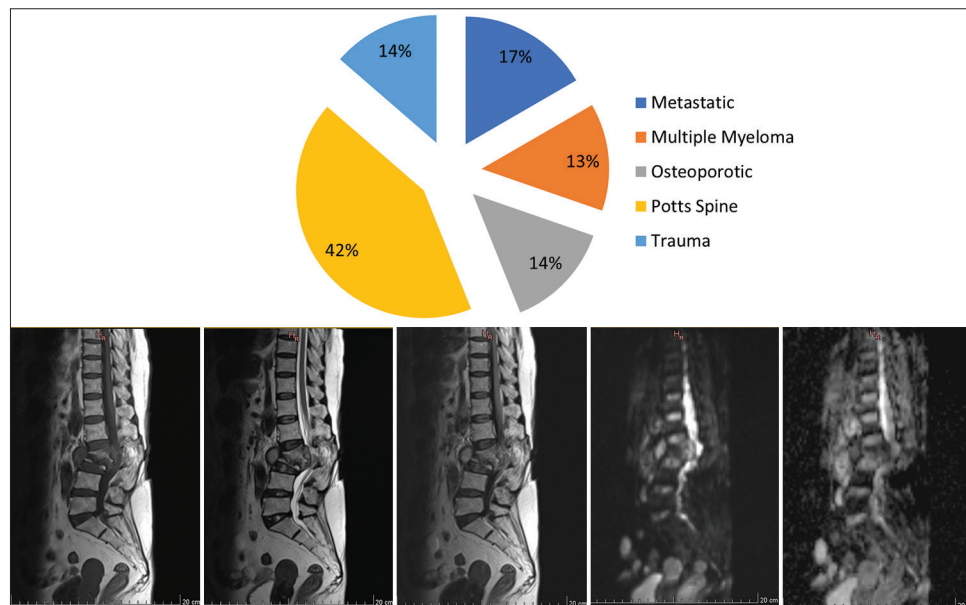 14%
17%
13%
14%
42%
Metastatic
Multiple Myeloma
Osteoporotic
Potts Spine
Trauma
H
R
20 cm
20 cm
20 cm
20 cm
20